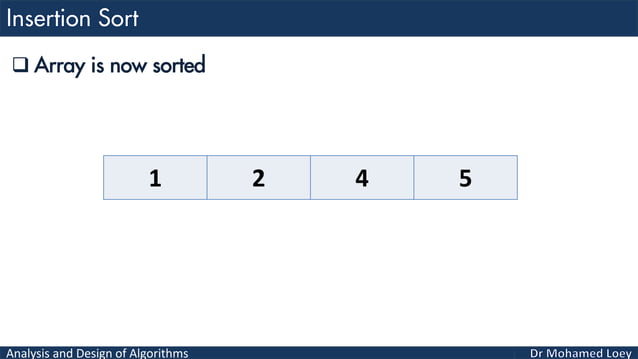 Insertion Sort
Array is now sorted
1 2 4 5
Analysis and Design of Algorithms Dr Mohamed Loey